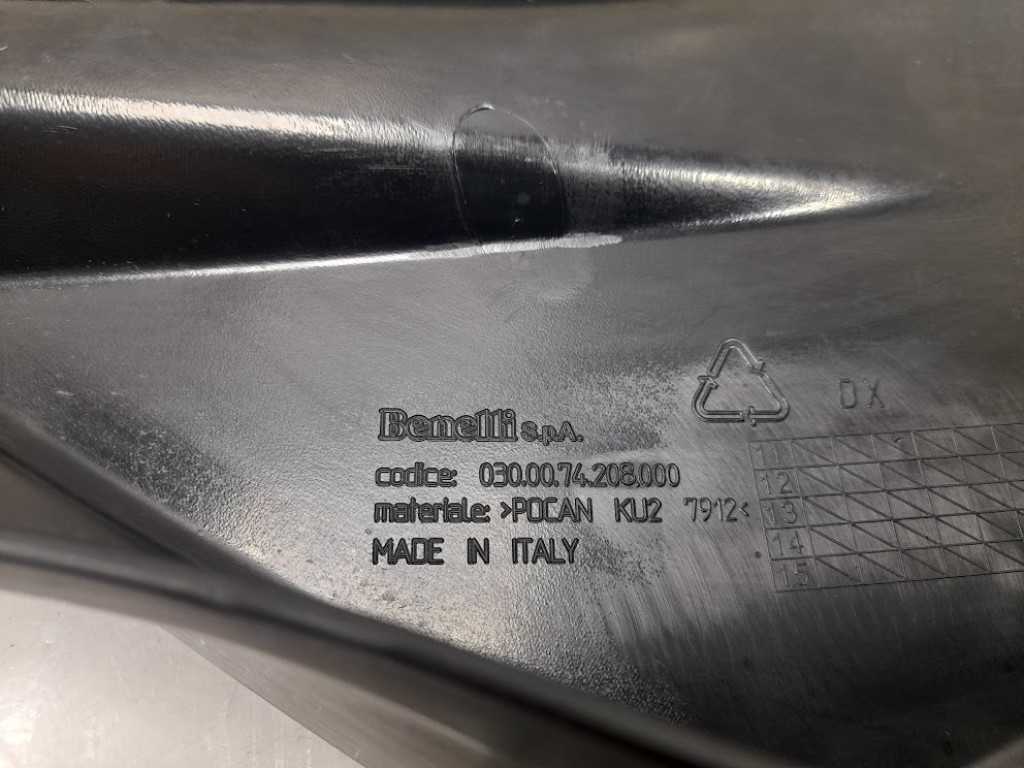 Benelli S.p.A.
codice: 030.00.74.208.000
materiale: >POCAN KU2 7912<
MADE IN ITALY
DX
11
12
13
14
15